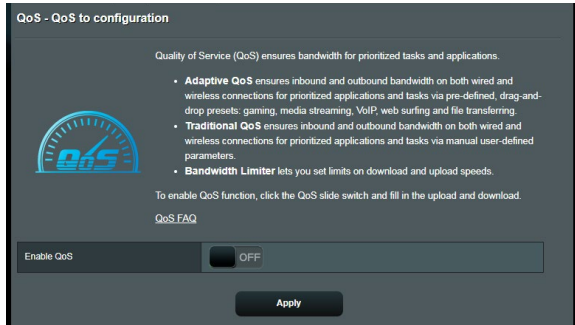 QoS - QoS to configuration
Quality of Service (QoS) ensures bandwidth for prioritized tasks and applications.
• Adaptive QoS ensures inbound and outbound bandwidth on both wired and
wireless connections for prioritized applications and tasks via pre-defined, drag-and-
drop presets: gaming, media streaming, VoIP, web surfing and file transferring.
• Traditional QoS ensures inbound and outbound bandwidth on both wired and
wireless connections for prioritized applications and tasks via manual user-defined
parameters.
• Bandwidth Limiter lets you set limits on download and upload speeds.
QoS
To enable QoS function, click the QoS slide switch and fill in the upload and download.
QoS FAQ
Enable QoS OFF
Apply